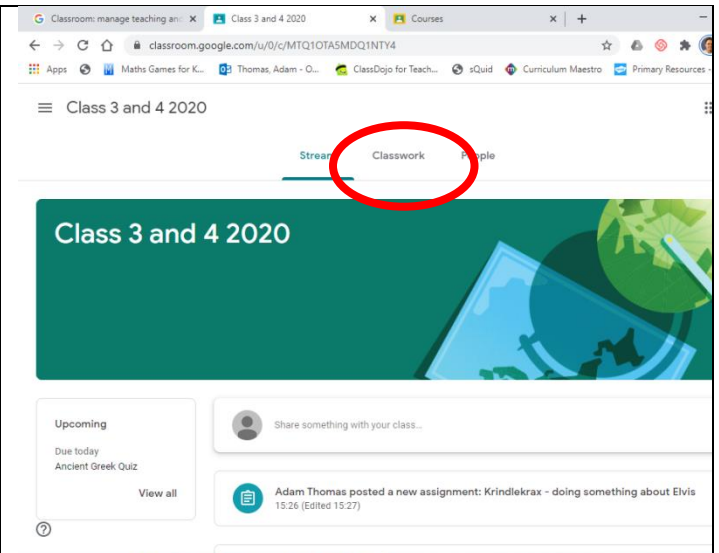 Classroom: manage teaching and
Class 3 and 4 2020
Courses
classroom.google.com/u/0/c/MTQ1OTA5MDQ1NTY4
Apps
Maths Games for K...
Thomas, Adam - O...
ClassDojo for Teach...
sQuid
Curriculum Maestro
Primary Resources -
Class 3 and 4 2020
Stream
Classwork
People
Class 3 and 4 2020
Upcoming
Due today
Ancient Greek Quiz
View all
Share something with your class...
Adam Thomas posted a new assignment: Krindlekrax - doing something about Elvis
15:26 (Edited 15:27)